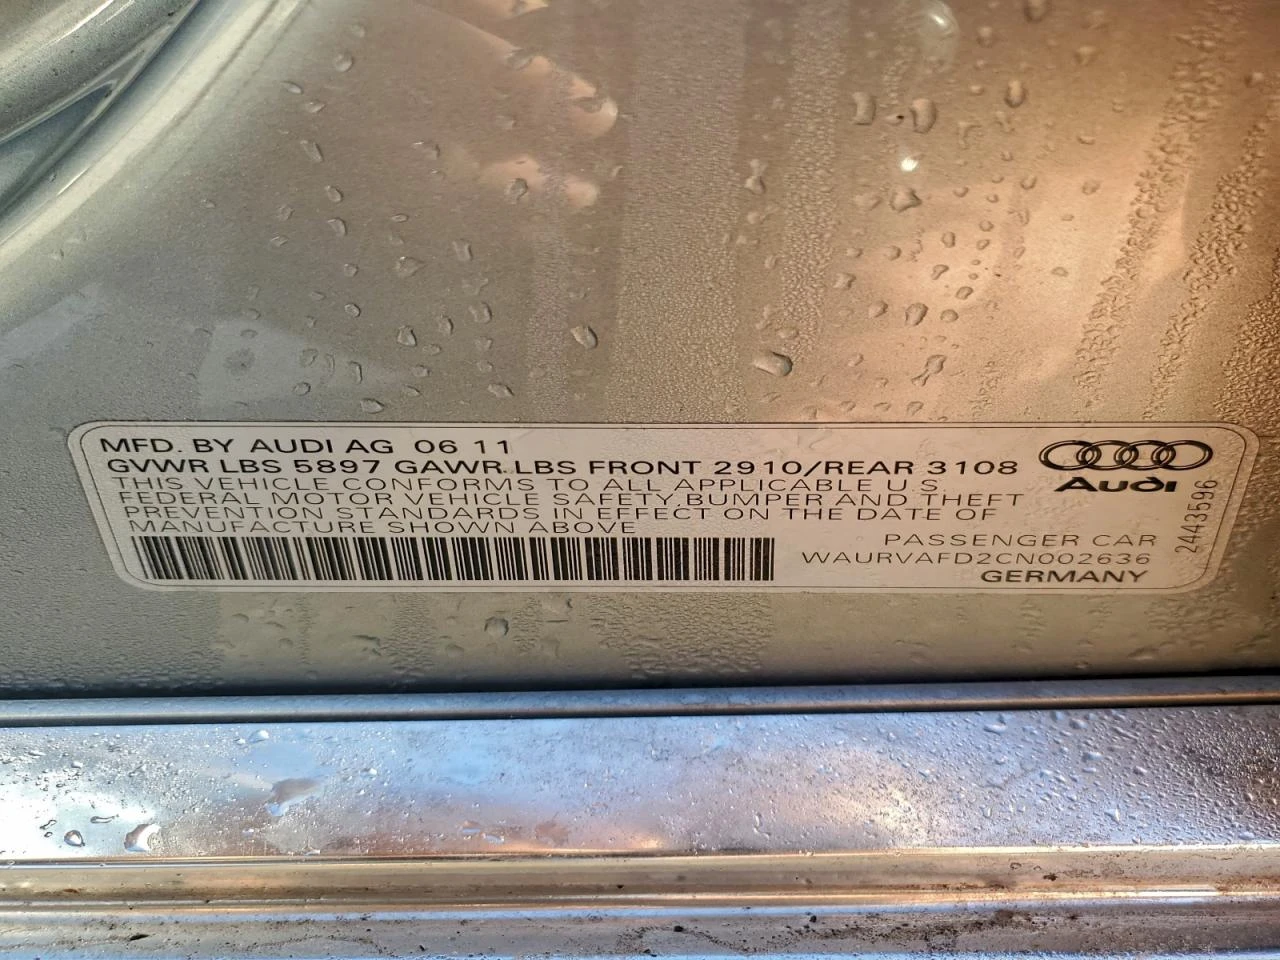 MFD. BY AUDI AG 06 11
GVWR LBS 5897 GAWR LBS FRONT 2910/REAR 3108
THIS VEHICLE CONFORMS TO ALL APPLICABLE U.S.
FEDERAL MOTOR VEHICLE SAFETY, BUMPER AND THEFT
PREVENTION STANDARDS IN EFFECT ON THE DATE OF
MANUFACTURE SHOWN ABOVE
Audi
PASSENGER CAR
WAURVAFD2CN002636
GERMANY
2443596